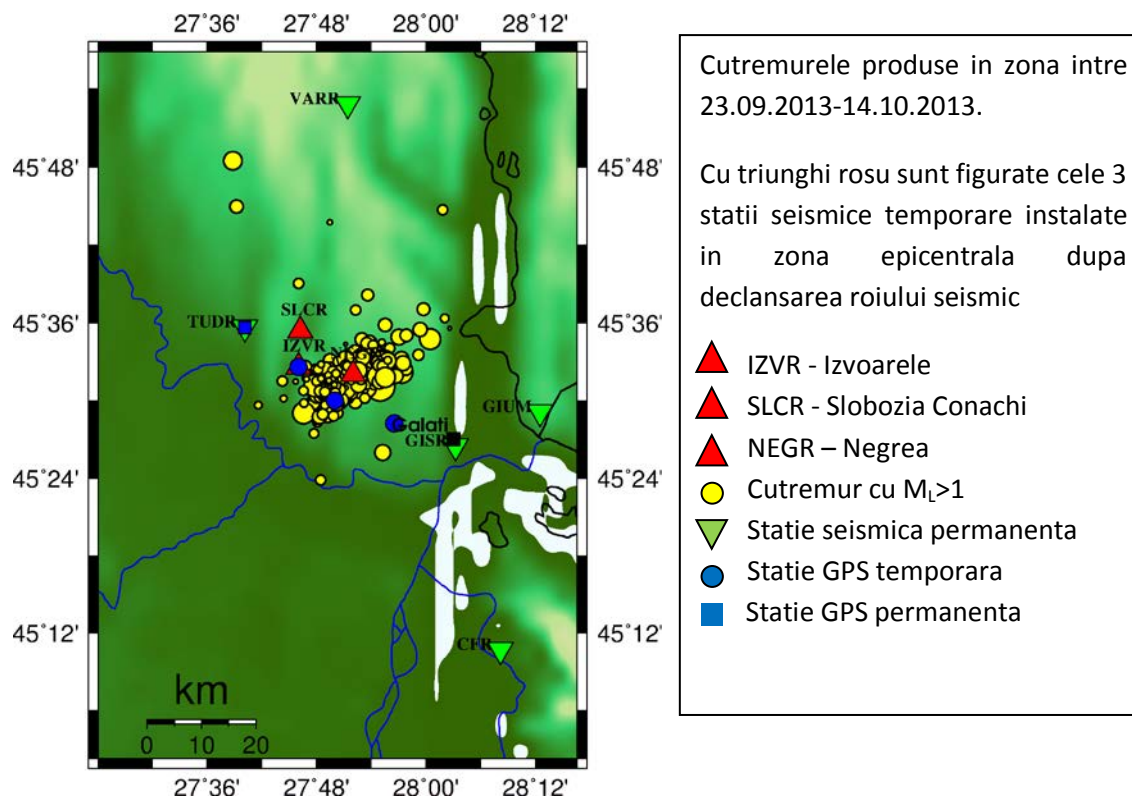 27°36' 27°48' 28°00' 28°12'
VARR
45°48' 45°48'
SLCR
45°36' 45°36'
TUDR
IZVR
GIUM
Galati
GISR
45°24' 45°24'
45°12' 45°12'
CFR
km
0 10 20
27°36' 27°48' 28°00' 28°12'
Cutremurele produse in zona intre
23.09.2013-14.10.2013.
Cu triunghi rosu sunt figurate cele 3
statii seismice temporare instalate
in zona epicentrala dupa
declansarea roiului seismic
IZVR - Izvoarele
SLCR - Slobozia Conachi
NEGR – Negrea
Cutremur cu ML>1
Statie seismica permanenta
Statie GPS temporara
Statie GPS permanenta